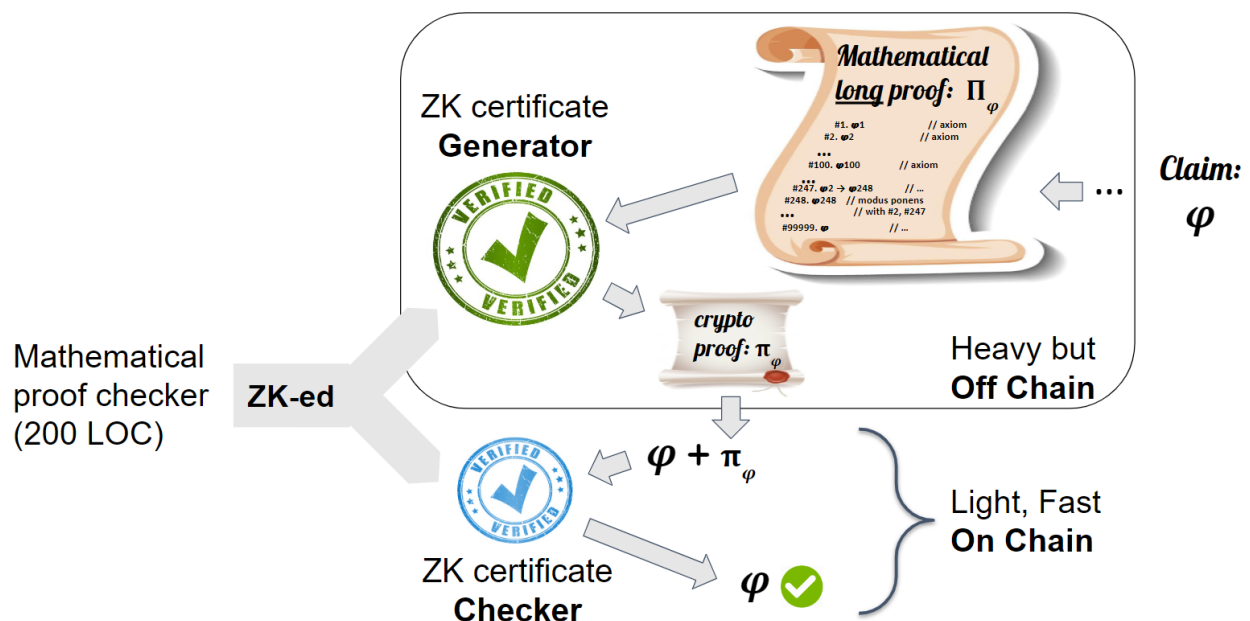 Mathematical
long proof: Π φ
#1. φ1 // axiom
#2. φ2 // axiom
...
#100. φ100 // axiom
...
#247. φ2 → φ248 // ...
#248. φ248 // modus ponens
... // with #2, #247
#99999. φ // ...
Claim:
φ
...
ZK certificate
Generator
VERIFIED
VERIFIED
crypto
proof: π φ
Heavy but
Off Chain
Mathematical
proof checker
(200 LOC)
ZK-ed
φ + π φ
VERIFIED
VERIFIED
Light, Fast
On Chain
ZK certificate
Checker
φ